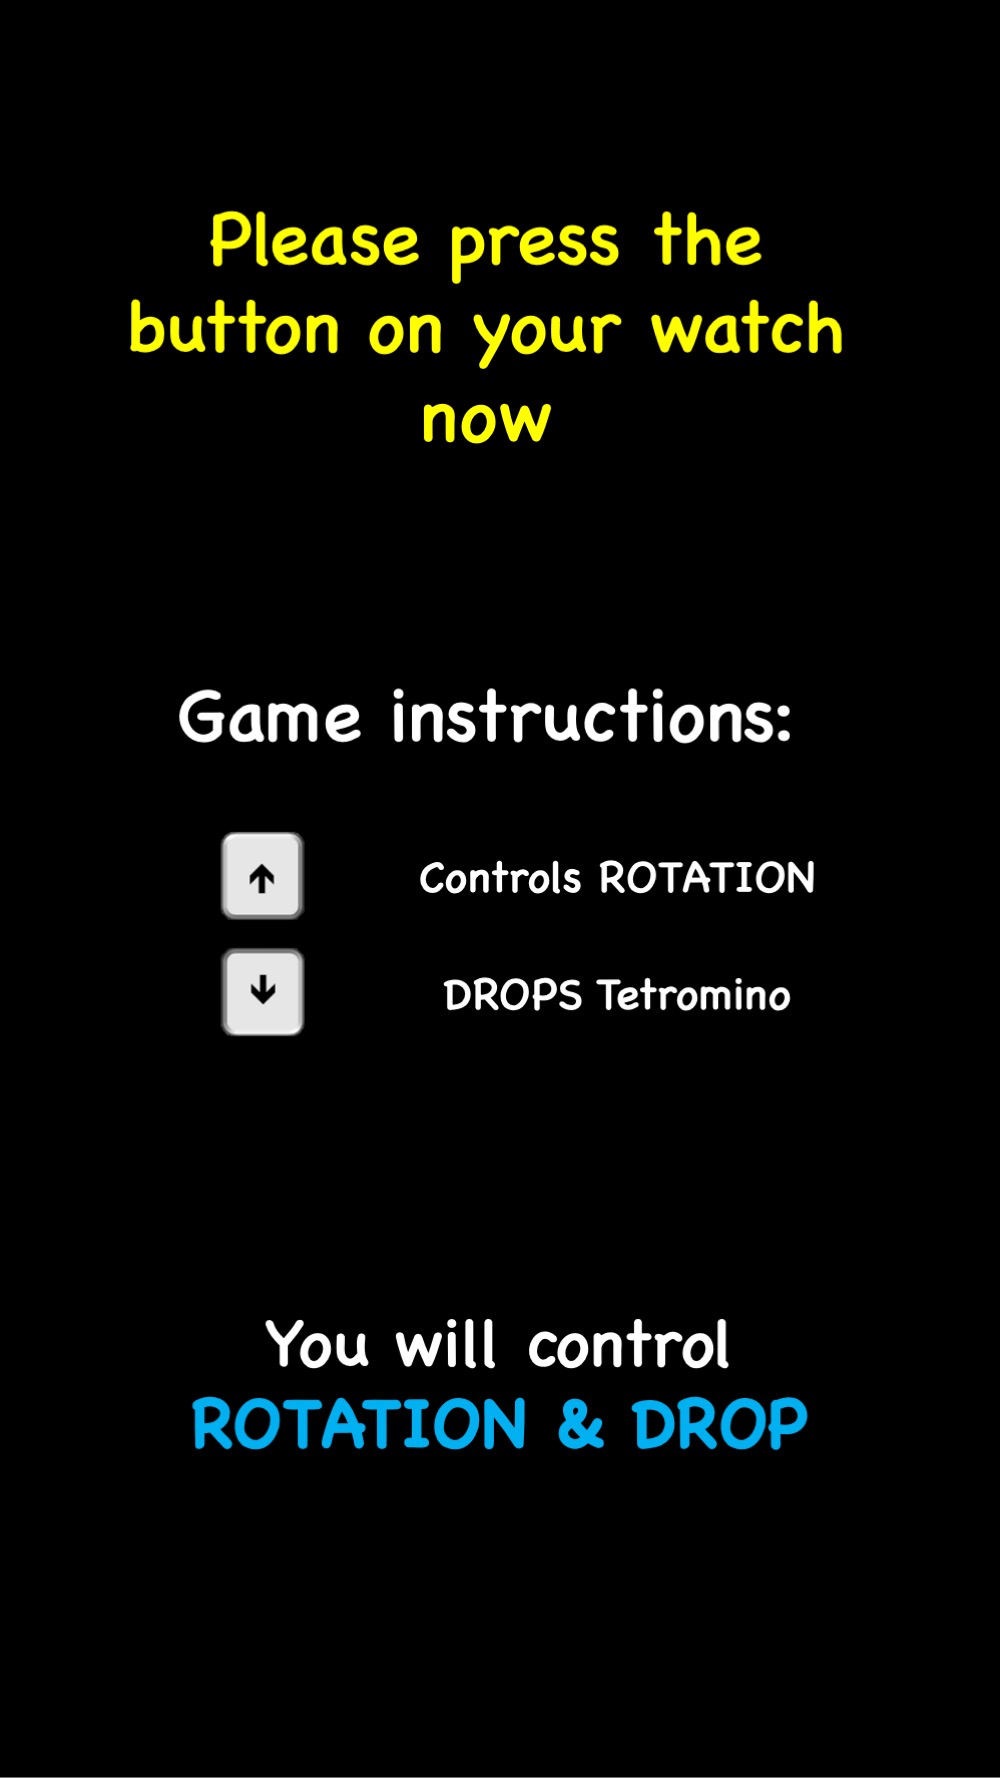 Please press the
button on your watch
now
Game instructions:
↑ Controls ROTATION
↓ DROPS Tetromino
You will control
ROTATION & DROP